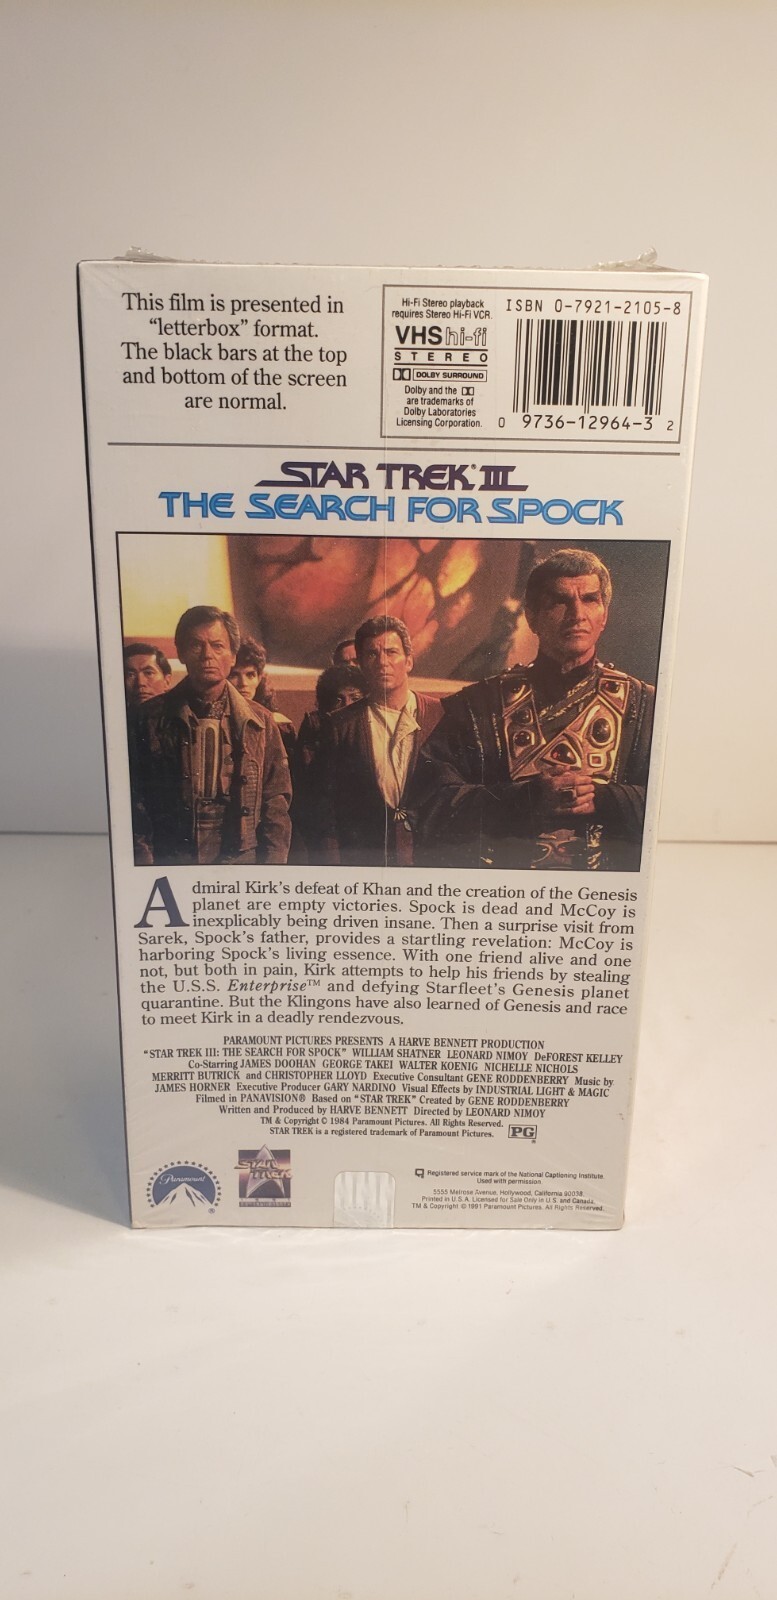 This film is presented in
"letterbox" format.
The black bars at the top
and bottom of the screen
are normal.
Hi-Fi Stereo playback
requires Stereo Hi-Fi VCR.
VHS hi-fi
STEREO
DOLBY SURROUND
Dolby and the
are trademarks of
Dolby Laboratories
Licensing Corporation.
ISBN 0-7921-2105-8
0 9736-12964-3 2
STAR TREK® III
THE SEARCH FOR SPOCK
Admiral Kirk's defeat of Khan and the creation of the Genesis
planet are empty victories. Spock is dead and McCoy is
inexplicably being driven insane. Then a surprise visit from
Sarek, Spock's father, provides a startling revelation: McCoy is
harboring Spock's living essence. With one friend alive and one
not, but both in pain, Kirk attempts to help his friends by stealing
the U.S.S. Enterprise™ and defying Starfleet's Genesis planet
quarantine. But the Klingons have also learned of Genesis and race
to meet Kirk in a deadly rendezvous.
PARAMOUNT PICTURES PRESENTS A HARVE BENNETT PRODUCTION
"STAR TREK III: THE SEARCH FOR SPOCK" WILLIAM SHATNER LEONARD NIMOY DeFOREST KELLEY
Co-Starring JAMES DOOHAN GEORGE TAKEI WALTER KOENIG NICHELLE NICHOLS
MERRITT BUTRICK and CHRISTOPHER LLOYD Executive Consultant GENE RODDENBERRY Music by
JAMES HORNER Executive Producer GARY NARDINO Visual Effects by INDUSTRIAL LIGHT & MAGIC
Filmed in PANAVISION® Based on "STAR TREK" Created by GENE RODDENBERRY
Written and Produced by HARVE BENNETT Directed by LEONARD NIMOY
TM & Copyright © 1984 Paramount Pictures. All Rights Reserved.
STAR TREK is a registered trademark of Paramount Pictures. PG
Paramount
STAR TREK
Registered service mark of the National Captioning Institute.
Used with permission.
5555 Melrose Avenue, Hollywood, California 90038.
Printed in U.S.A. Licensed for Sale Only in U.S. and Canada.
TM & Copyright © 1991 Paramount Pictures. All Rights Reserved.